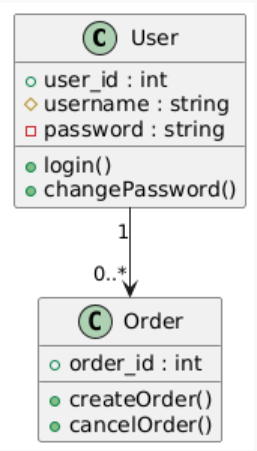 C User
user_id : int
username : string
password : string
login()
changePassword()
1
0..*
C Order
order_id : int
createOrder()
cancelOrder()